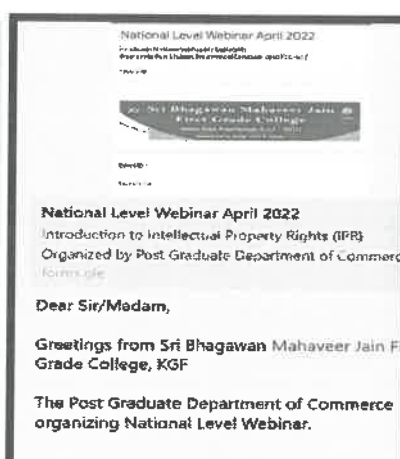 National Level Webinar April 2022
Sri Bhagawan Mahaveer Jain
First Grade College
National Level Webinar April 2022
Introduction to Intellectual Property Rights (IPR)
Organized by Post Graduate Department of Commerc
forms.gle
Dear Sir/Madam,
Greetings from Sri Bhagawan Mahaveer Jain Fi
Grade College, KGF
The Post Graduate Department of Commerce
organizing National Level Webinar.